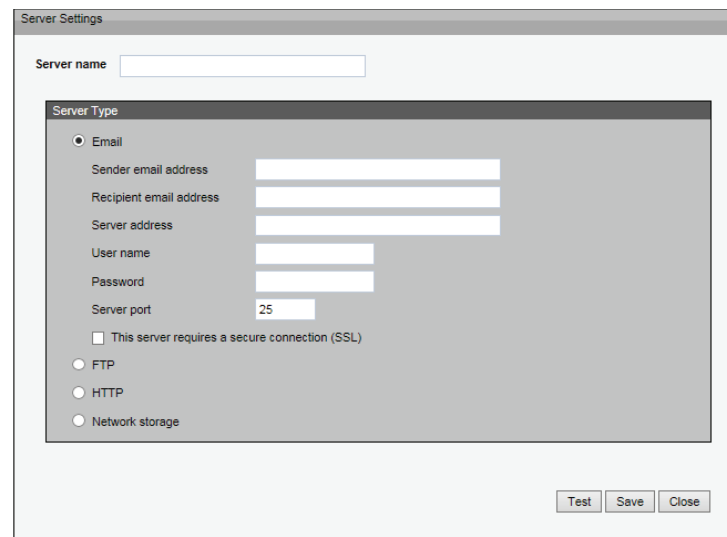 Server Settings
Server name
Server Type
Email
Sender email address
Recipient email address
Server address
User name
Password
Server port 25
This server requires a secure connection (SSL)
FTP
HTTP
Network storage
Test Save Close